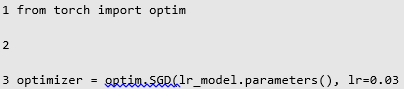 1 from torch import optim
2
3 optimizer = optim.SGD(lr_model.parameters(), lr=0.03